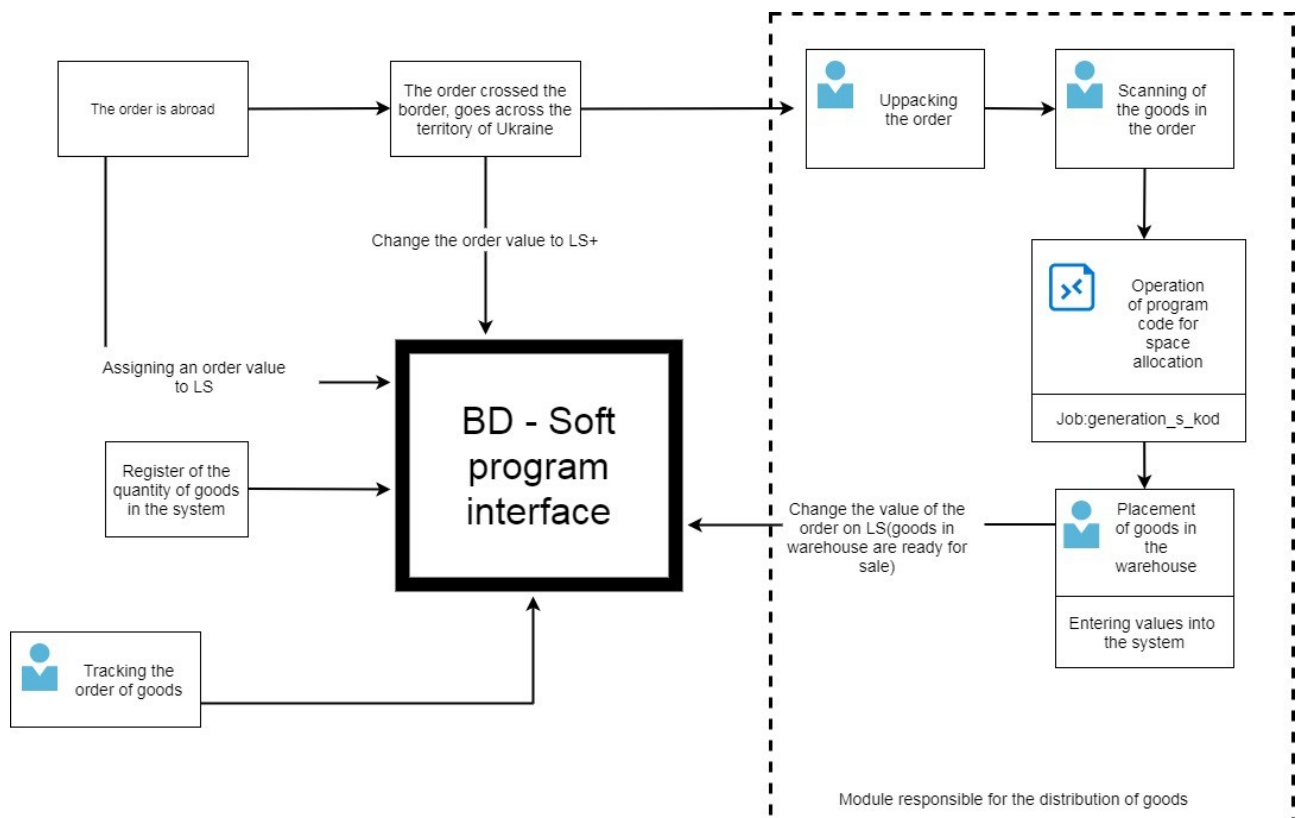 The order is abroad
The order crossed the
border, goes across the
territory of Ukraine
Uppacking
the order
Scanning of
the goods in
the order
Change the order value to LS+
Operation
of program
code for
space
allocation
Job:generation_s_kod
Assigning an order value
to LS
BD - Soft
program
interface
Register of the
quantity of goods
in the system
Change the value of the
order on LS(goods in
warehouse are ready for
sale)
Placement
of goods in
the
warehouse
Entering values into
the system
Tracking the
order of goods
Module responsible for the distribution of goods